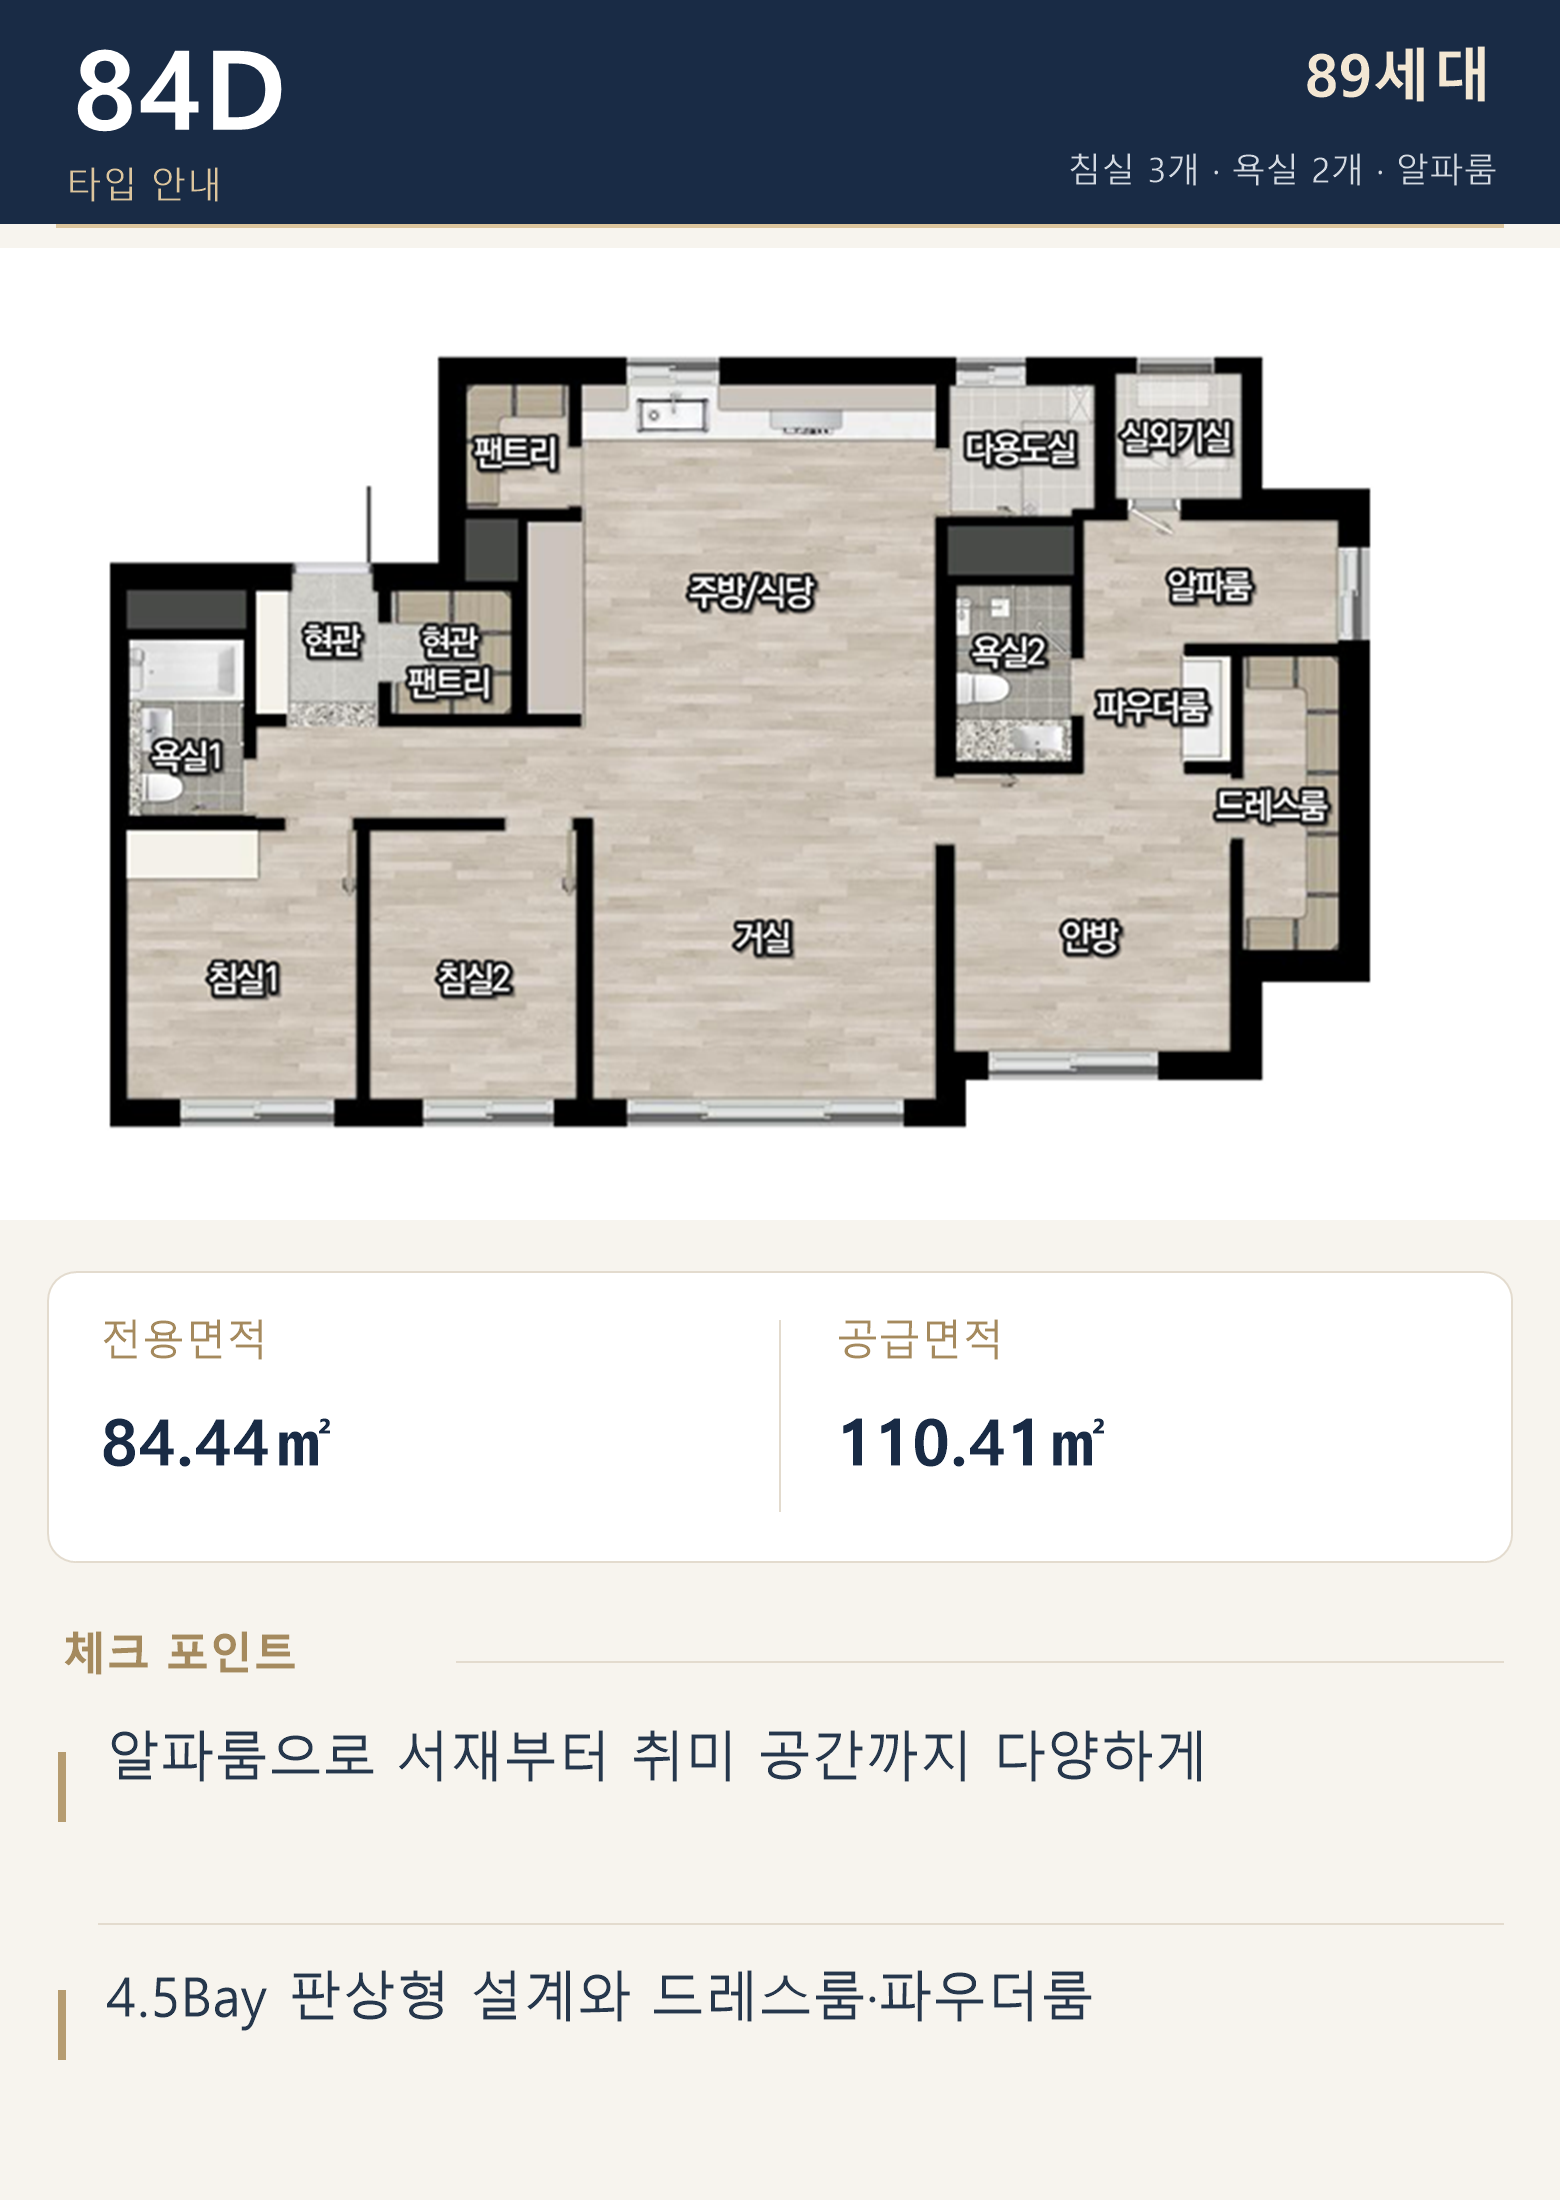 84D
타입 안내
89세대
침실 3개 · 욕실 2개 · 알파룸
팬트리
다용도실
실외기실
주방/식당
알파룸
현관
현관
팬트리
욕실2
파우더룸
욕실1
드레스룸
거실
안방
침실1
침실2
전용면적
84.44㎡
공급면적
110.41㎡
체크 포인트
알파룸으로 서재부터 취미 공간까지 다양하게
4.5Bay 판상형 설계와 드레스룸·파우더룸